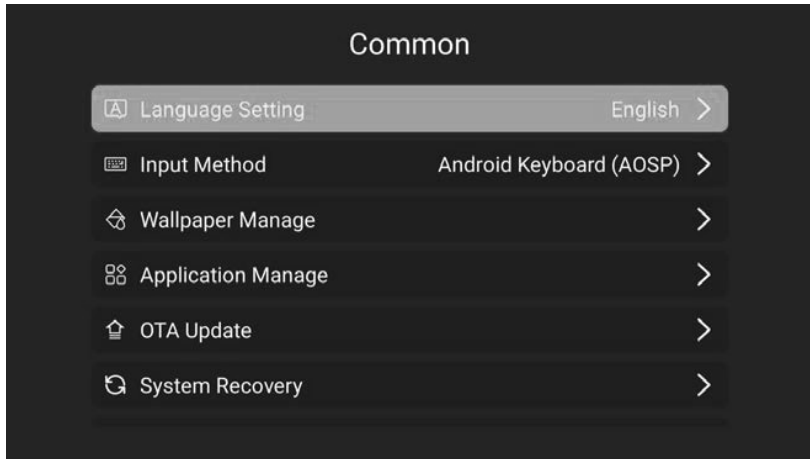 Common
Language Setting English
Input Method Android Keyboard (AOSP)
Wallpaper Manage
Application Manage
OTA Update
System Recovery